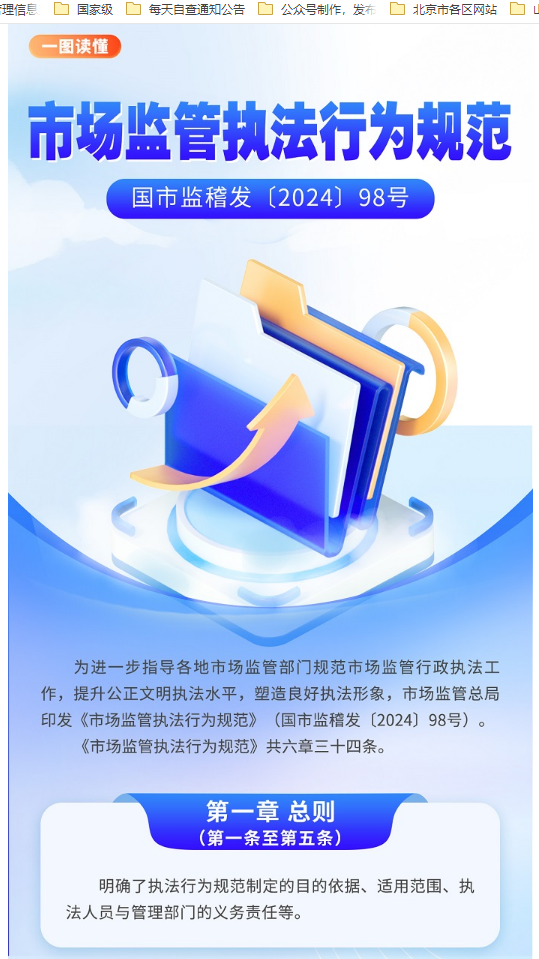 管理信息
国家级
每天自查通知公告
公众号制作，发布
北京市各区网站
一图读懂
市场监管执法行为规范
国市监稽发〔2024〕98号
为进一步指导各地市场监管部门规范市场监管行政执法工
作，提升公正文明执法水平，塑造良好执法形象，市场监管总局
印发《市场监管执法行为规范》（国市监稽发〔2024〕98号）。
《市场监管执法行为规范》共六章三十四条。
第一章 总则
（第一条至第五条）
明确了执法行为规范制定的目的依据、适用范围、执
法人员与管理部门的义务责任等。